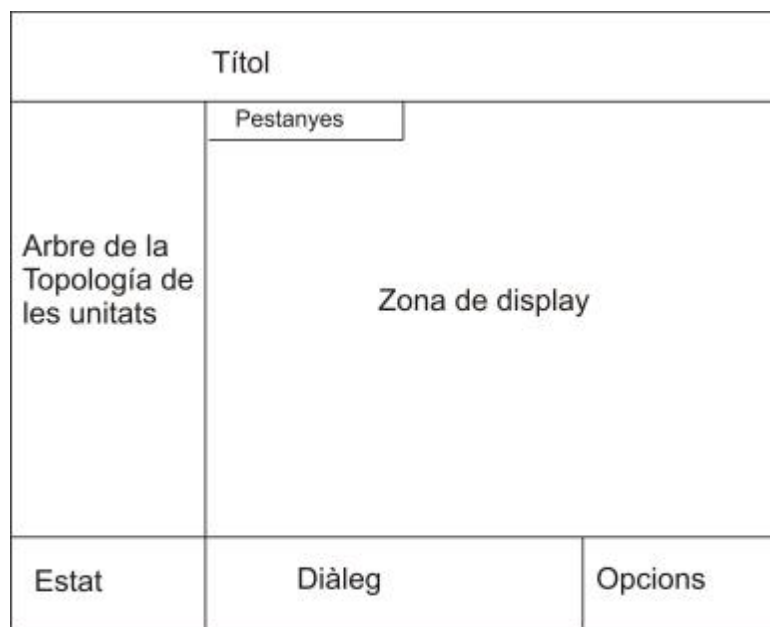 Títol
Pestanyes
Arbre de la
Topología de
les unitats
Zona de display
Estat
Diàleg
Opcions